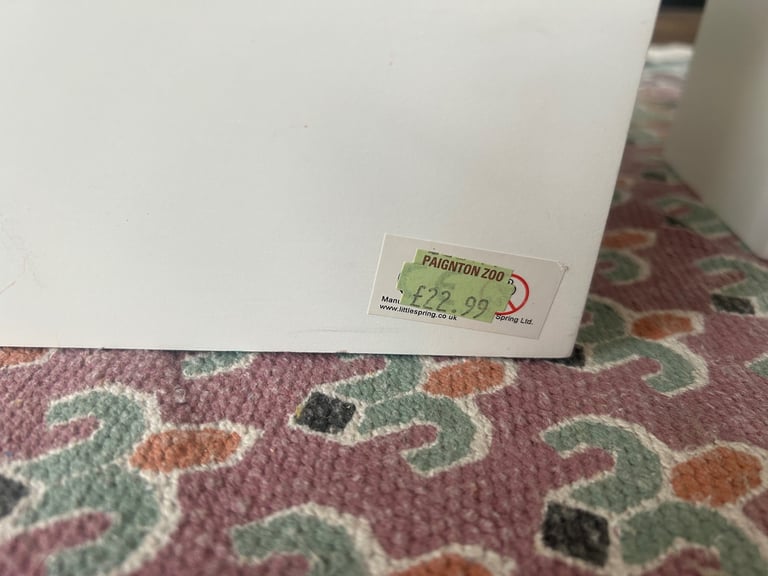 PAIGNTON ZOO
£22.99
Manu
www.littlespring.co.uk
Spring Ltd.